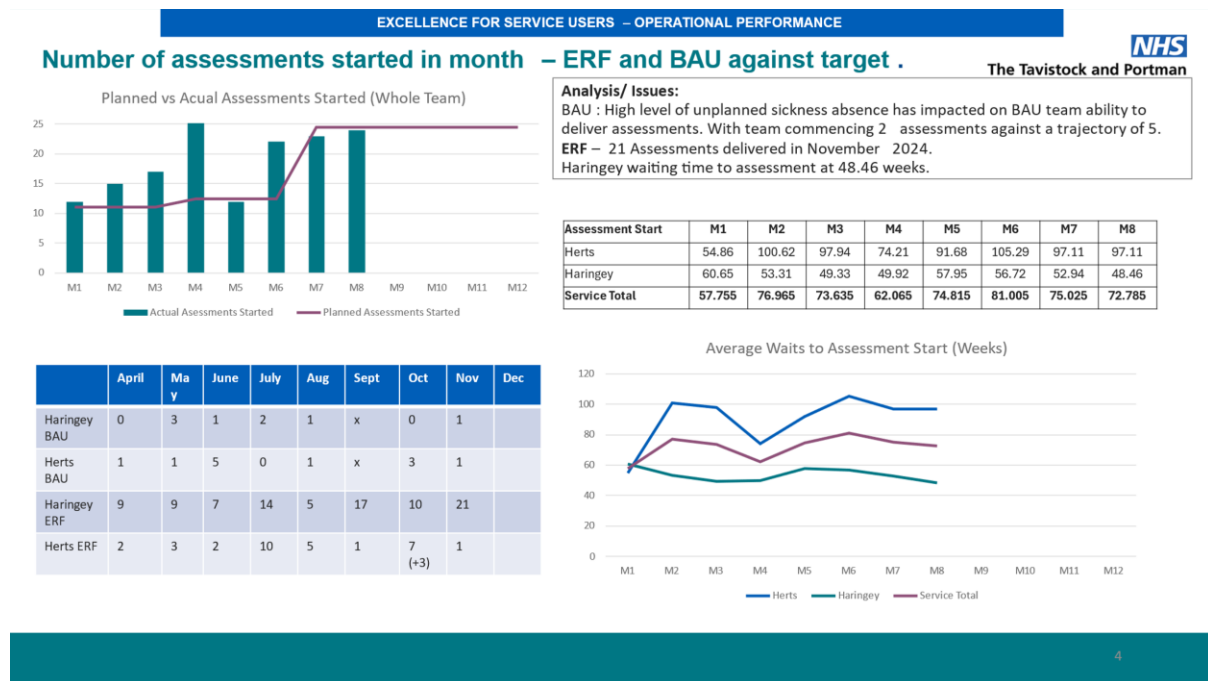 EXCELLENCE FOR SERVICE USERS – OPERATIONAL PERFORMANCE
Number of assessments started in month – ERF and BAU against target .
NHS
The Tavistock and Portman
Planned vs Acual Assessments Started (Whole Team)
25
20
15
10
5
0
M1 M2 M3 M4 M5 M6 M7 M8 M9 M10 M11 M12
Actual Asessments Started Planned Assessments Started
Analysis/ Issues:
BAU : High level of unplanned sickness absence has impacted on BAU team ability to
deliver assessments. With team commencing 2 assessments against a trajectory of 5.
ERF – 21 Assessments delivered in November 2024.
Haringey waiting time to assessment at 48.46 weeks.
Assessment Start M1 M2 M3 M4 M5 M6 M7 M8
Herts 54.86 100.62 97.94 74.21 91.68 105.29 97.11 97.11
Haringey 60.65 53.31 49.33 49.92 57.95 56.72 52.94 48.46
Service Total 57.755 76.965 73.635 62.065 74.815 81.005 75.025 72.785
April Ma June July Aug Sept Oct Nov Dec
y
Haringey 0 3 1 2 1 x 0 1
BAU
Herts 1 1 5 0 1 x 3 1
BAU
Haringey 9 9 7 14 5 17 10 21
ERF
Herts ERF 2 3 2 10 5 1 7 1
(+3)
Average Waits to Assessment Start (Weeks)
120
100
80
60
40
20
0
M1 M2 M3 M4 M5 M6 M7 M8 M9 M10 M11 M12
Herts Haringey Service Total
4